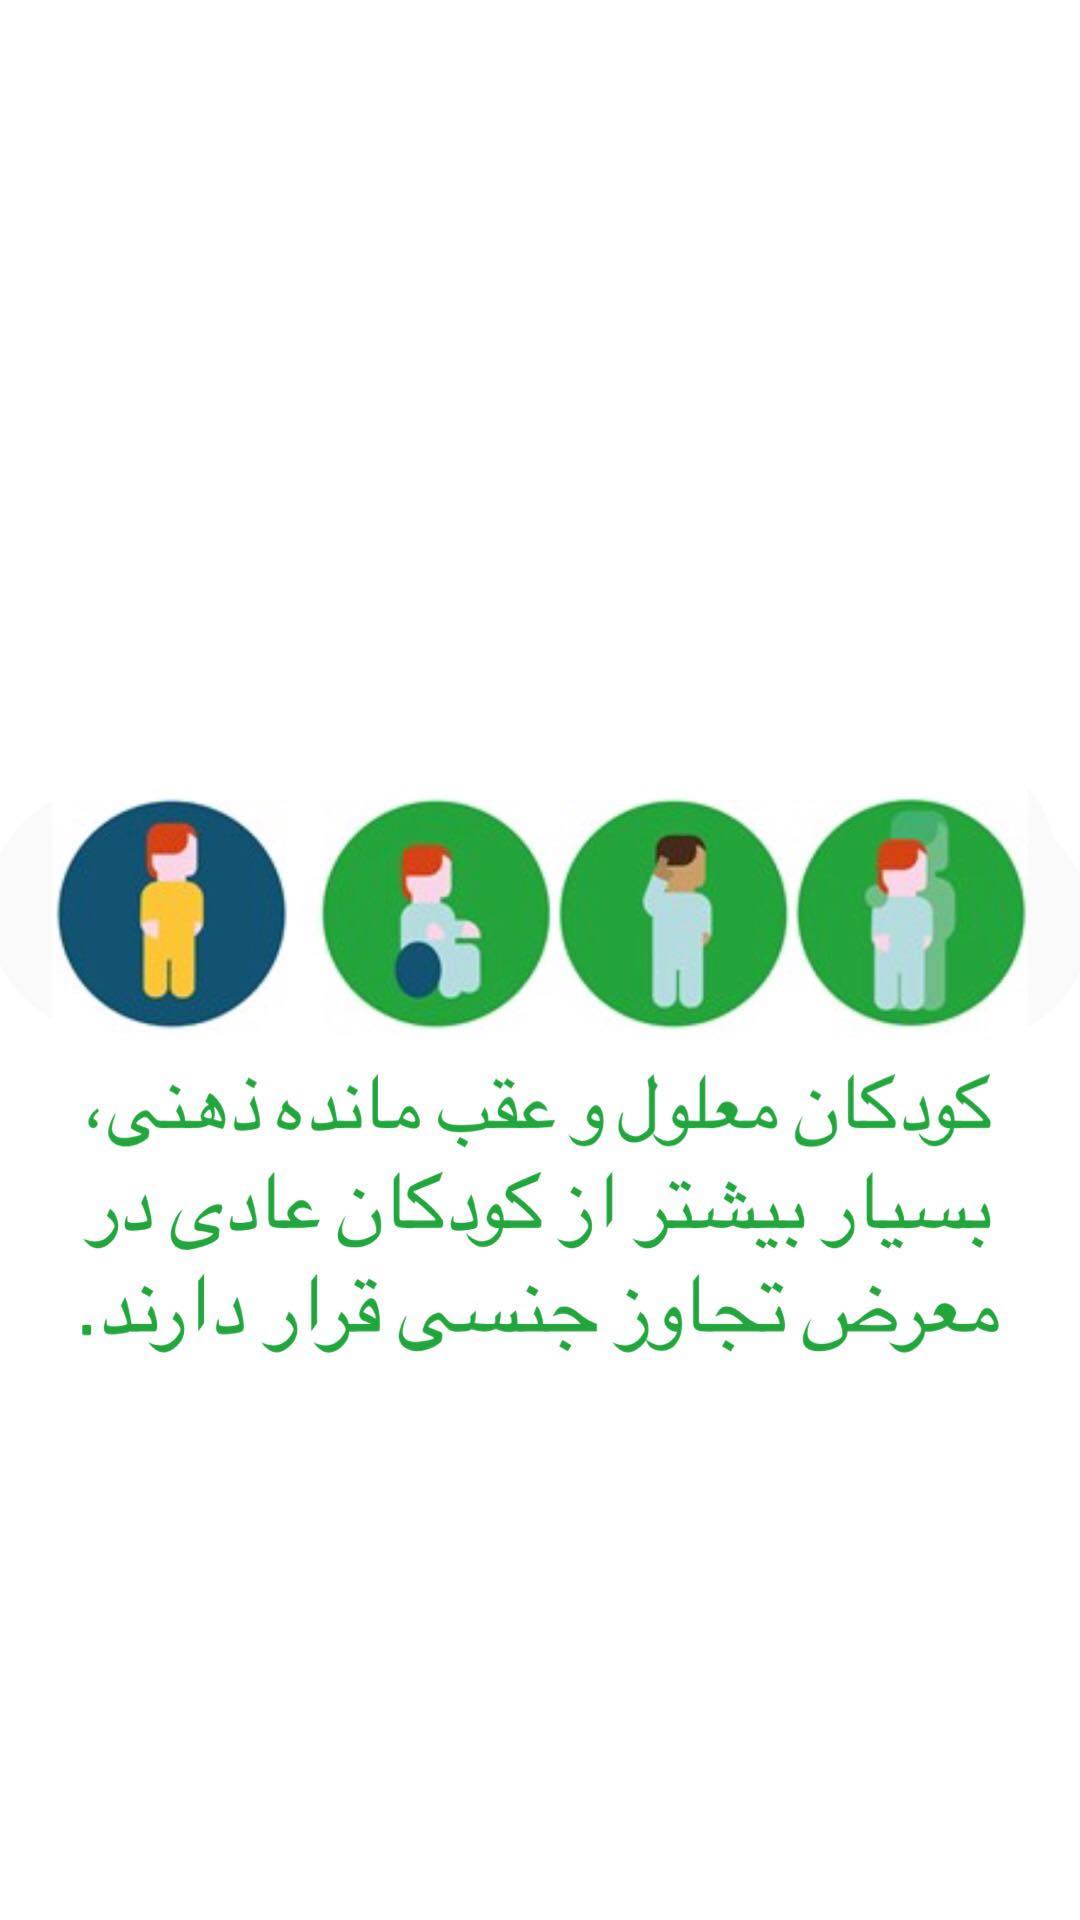 کودکان معلول و عقب مانده ذهنی،
بسیار بیشتر از کودکان عادی در
معرض تجاوز جنسی قرار دارند.